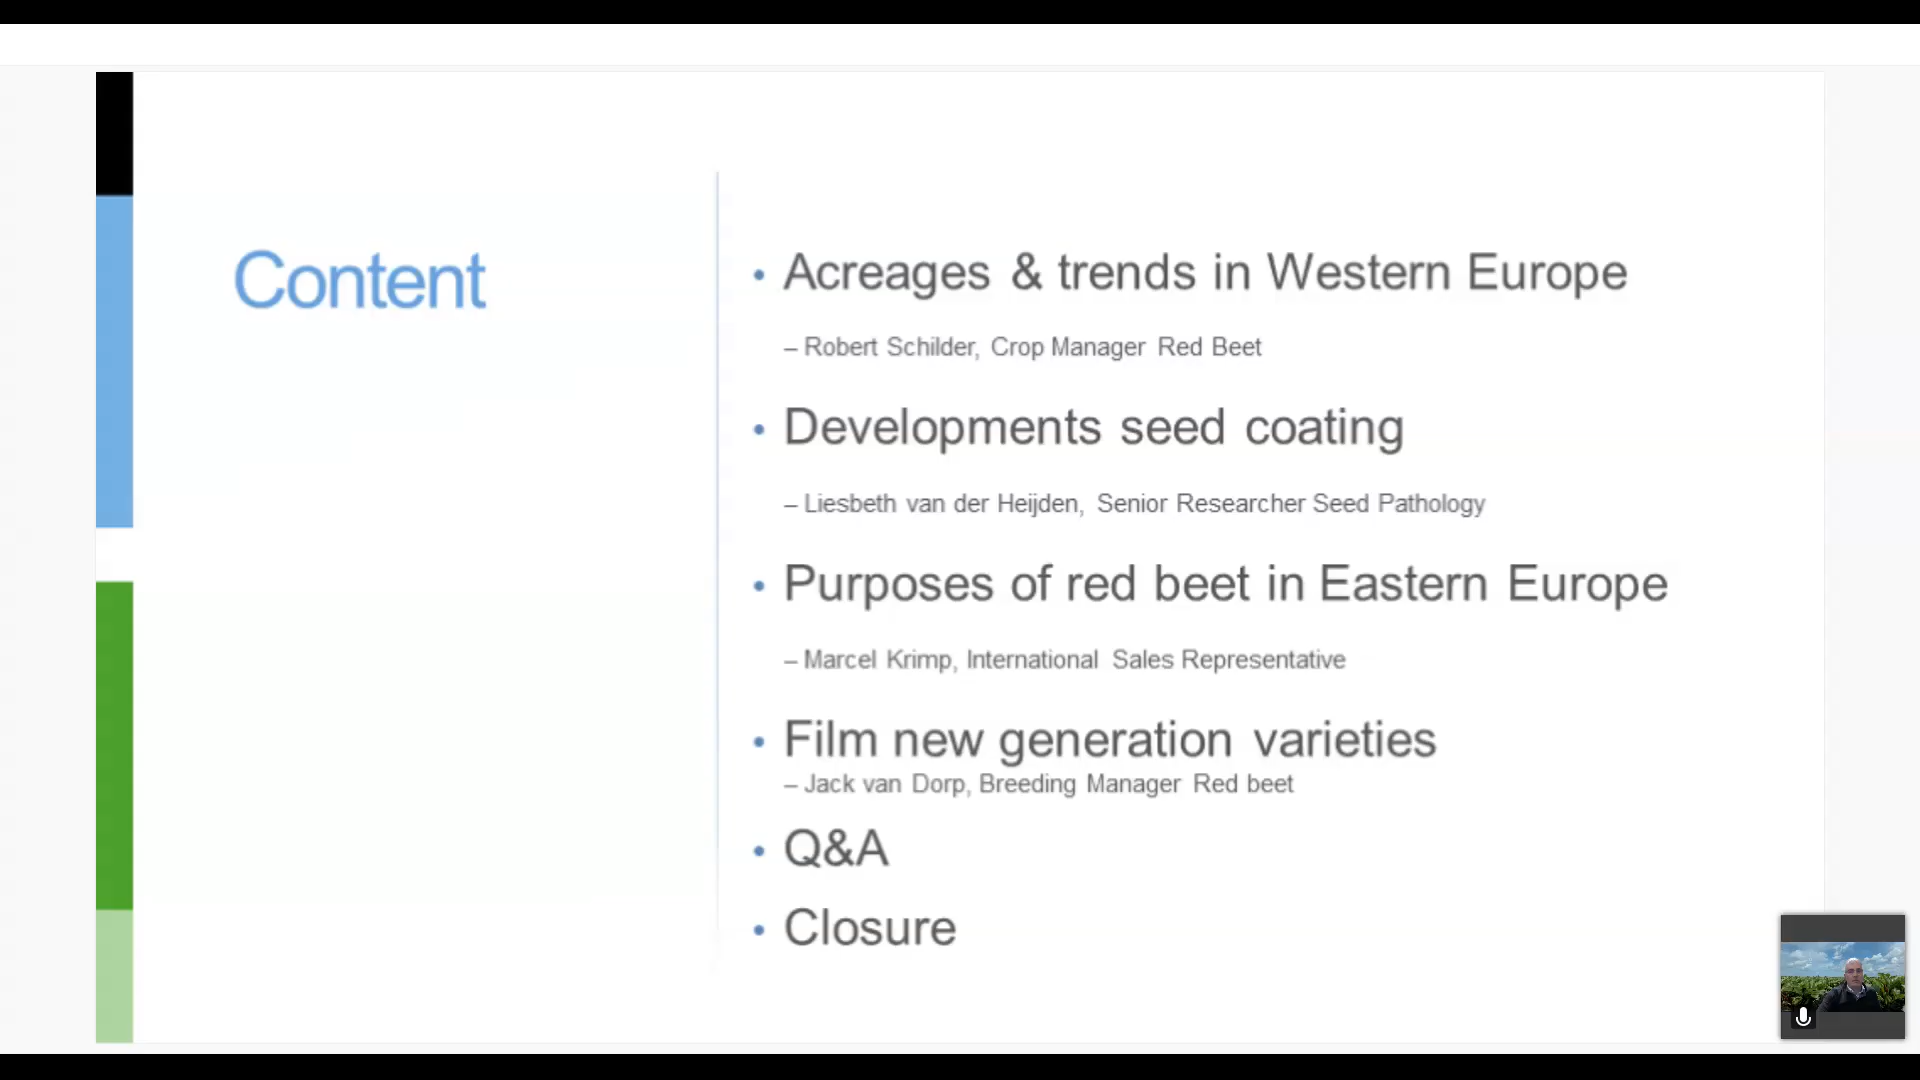 Content
• Acreages & trends in Western Europe
– Robert Schilder, Crop Manager Red Beet
• Developments seed coating
– Liesbeth van der Heijden, Senior Researcher Seed Pathology
• Purposes of red beet in Eastern Europe
– Marcel Krimp, International Sales Representative
• Film new generation varieties
– Jack van Dorp, Breeding Manager Red beet
• Q&A
• Closure